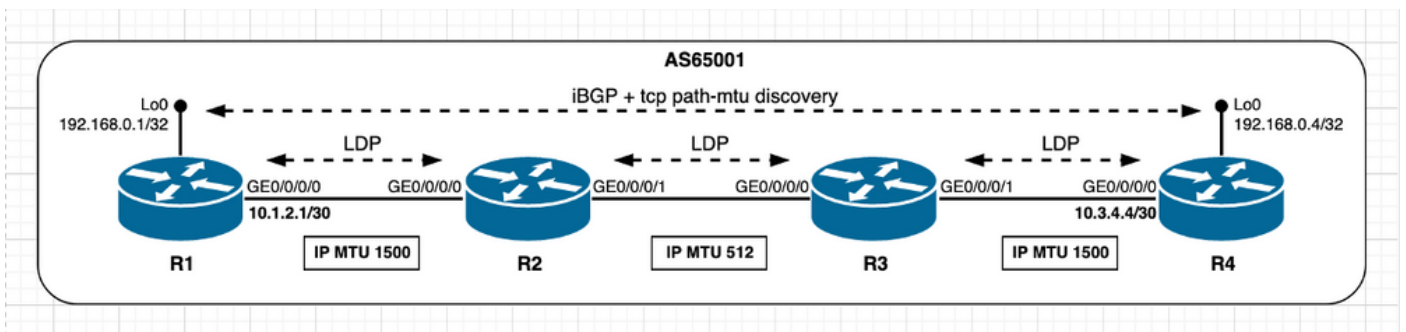 AS65001
iBGP + tcp path-mtu discovery
Lo0
192.168.0.1/32
Lo0
192.168.0.4/32
LDP
LDP
LDP
GE0/0/0/0
GE0/0/0/0
GE0/0/0/1
GE0/0/0/0
GE0/0/0/1
GE0/0/0/0
10.1.2.1/30
10.3.4.4/30
IP MTU 1500
IP MTU 512
IP MTU 1500
R1
R2
R3
R4